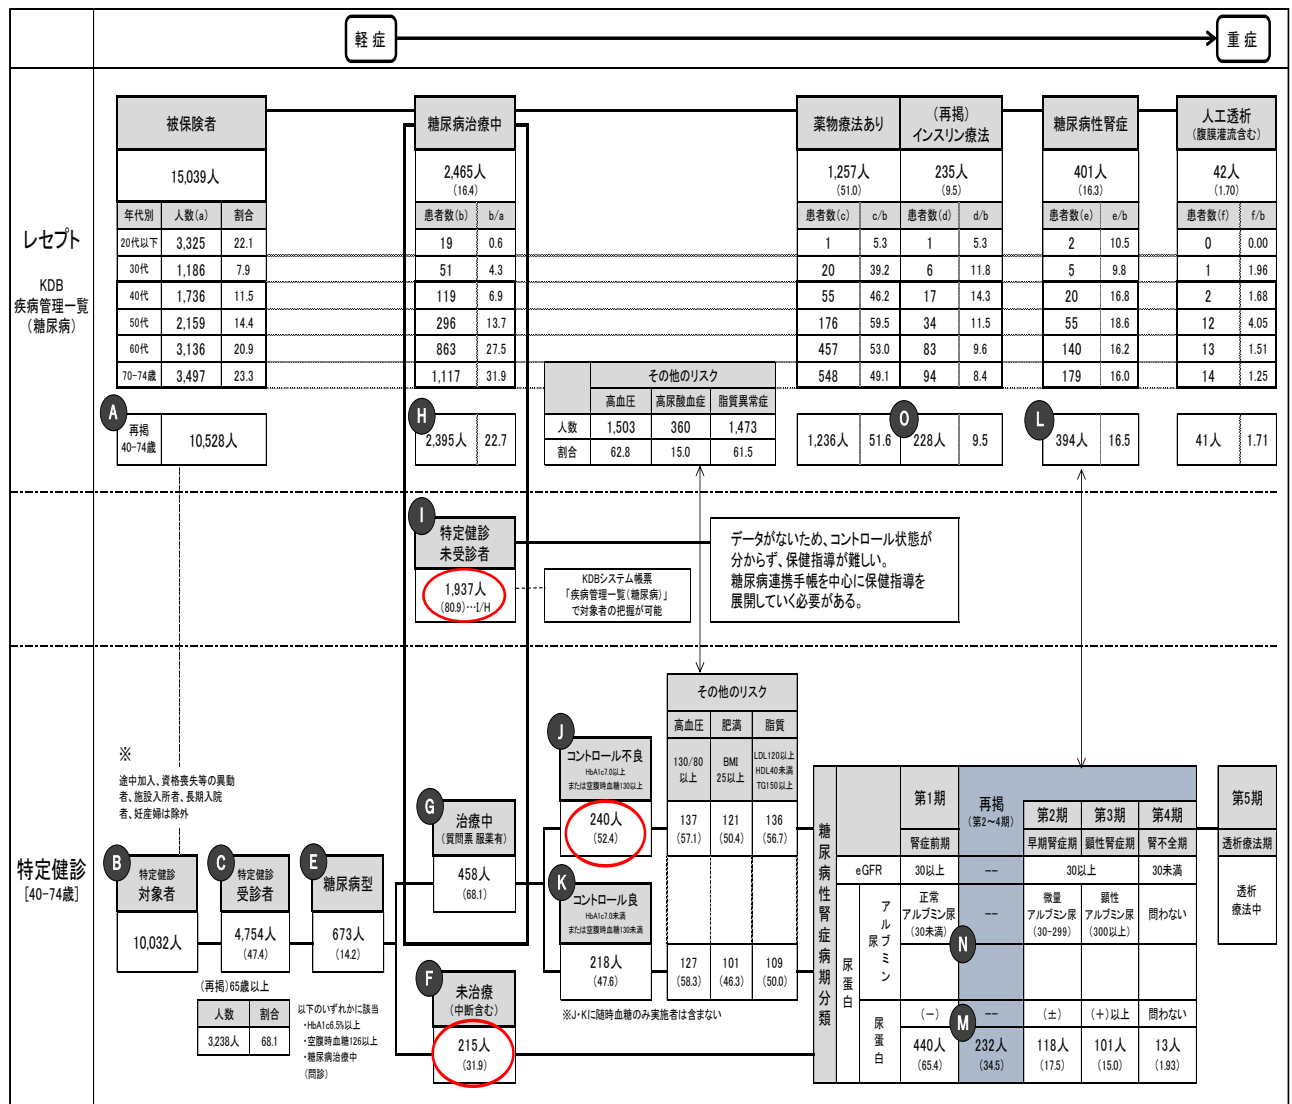 軽症
重症
レセプト
KDB
疾病管理一覧
（糖尿病）
被保険者
15,039人
年代別 人数(a) 割合
20代以下 3,325 22.1
30代 1,186 7.9
40代 1,736 11.5
50代 2,159 14.4
60代 3,136 20.9
70-74歳 3,497 23.3
A
再掲
40-74歳
10,528人
糖尿病治療中
2,465人
(16.4)
患者数(b) b/a
19 0.6
51 4.3
119 6.9
296 13.7
863 27.5
1,117 31.9
H
2,395人 22.7
その他のリスク
高血圧 高尿酸血症 脂質異常症
人数 1,503 360 1,473
割合 62.8 15.0 61.5
薬物療法あり
1,257人
(51.0)
患者数(c) c/b
1 5.3
20 39.2
55 46.2
176 59.5
457 53.0
548 49.1
1,236人 51.6
（再掲）
インスリン療法
235人
(9.5)
患者数(d) d/b
1 5.3
6 11.8
17 14.3
34 11.5
83 9.6
94 8.4
O
228人 9.5
糖尿病性腎症
401人
(16.3)
患者数(e) e/b
2 10.5
5 9.8
20 16.8
55 18.6
140 16.2
179 16.0
L
394人 16.5
人工透析
（腹膜灌流含む）
42人
(1.70)
患者数(f) f/b
0 0.00
1 1.96
2 1.68
12 4.05
13 1.51
14 1.25
41人 1.71
I
特定健診
未受診者
1,937人
(80.9)…I/H
KDBシステム帳票
「疾病管理一覧（糖尿病）」
で対象者の把握が可能
データがないため、コントロール状態が
分からず、保健指導が難しい。
糖尿病連携手帳を中心に保健指導を
展開していく必要がある。
特定健診
[40-74歳]
※
途中加入、資格喪失等の異動
者、施設入所者、長期入院
者、妊産婦は除外
B
特定健診
対象者
10,032人
C
特定健診
受診者
4,754人
(47.4)
E
糖尿病型
673人
(14.2)
（再掲）65歳以上
人数 割合
3,238人 68.1
以下のいずれかに該当
・HbA1c6.5%以上
・空腹時血糖126以上
・糖尿病治療中
（問診）
G
治療中
（質問票 服薬有）
458人
(68.1)
F
未治療
（中断含む）
215人
(31.9)
J
コントロール不良
HbA1c7.0以上
または空腹時血糖130以上
240人
(52.4)
K
コントロール良
HbA1c7.0未満
または空腹時血糖130未満
218人
(47.6)
※J・Kに随時血糖のみ実施者は含まない
その他のリスク
高血圧 肥満 脂質
130/80
以上
BMI
25以上
LDL120以上
HDL40未満
TG150以上
137 121 136
(57.1) (50.4) (56.7)
127 101 109
(58.3) (46.3) (50.0)
糖尿病性腎症病期分類
第1期
再掲
（第2～4期）
第2期 第3期 第4期
第5期
腎症前期 早期腎症期 顕性腎症期 腎不全期 透析療法期
eGFR 30以上 -- 30以上 30未満
尿蛋白
尿アルブミン
正常
アルブミン尿
(30未満)
--
微量
アルブミン尿
(30-299)
顕性
アルブミン尿
(300以上)
問わない
透析
療法中
N
尿蛋白
(－) -- (±) (＋)以上 問わない
M
440人 232人 118人 101人 13人
(65.4) (34.5) (17.5) (15.0) (1.93)